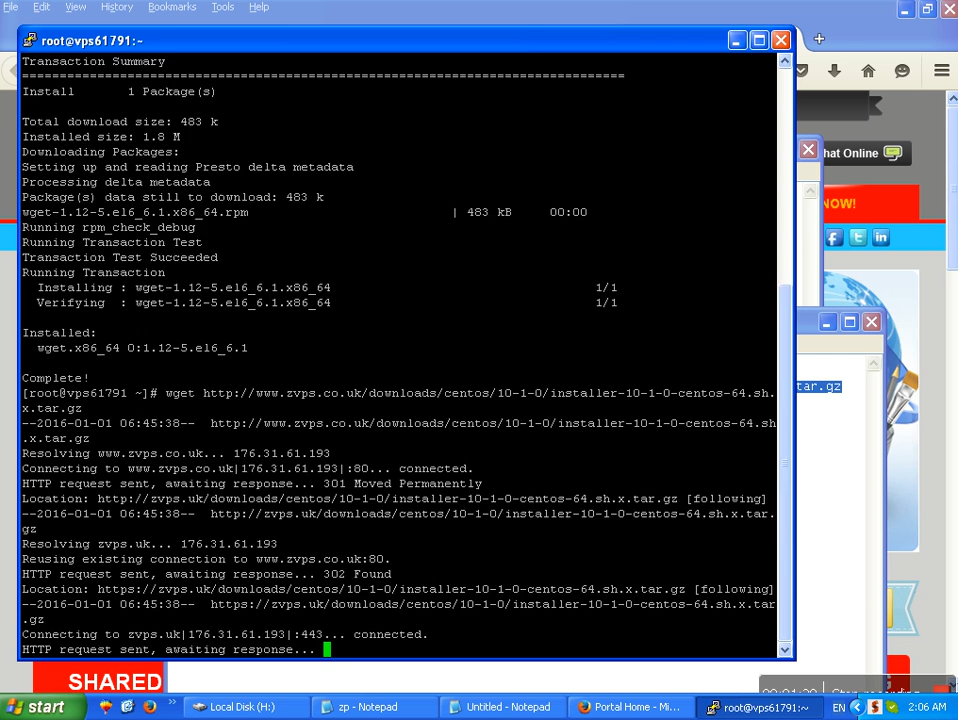 File Edit View History Bookmarks Tools Help
root@vps61791:~
Transaction Summary
================================================================================
Install 1 Package(s)
Total download size: 483 k
Installed size: 1.8 M
Downloading Packages:
Setting up and reading Presto delta metadata
Processing delta metadata
Package(s) data still to download: 483 k
wget-1.12-5.el6_6.1.x86_64.rpm | 483 kB 00:00
Running rpm_check_debug
Running Transaction Test
Transaction Test Succeeded
Running Transaction
Installing : wget-1.12-5.el6_6.1.x86_64 1/1
Verifying : wget-1.12-5.el6_6.1.x86_64 1/1
Installed:
wget.x86_64 0:1.12-5.el6_6.1
Complete!
[root@vps61791 ~]# wget http://www.zvps.co.uk/downloads/centos/10-1-0/installer-10-1-0-centos-64.sh.
x.tar.gz
--2016-01-01 06:45:38-- http://www.zvps.co.uk/downloads/centos/10-1-0/installer-10-1-0-centos-64.sh
.x.tar.gz
Resolving www.zvps.co.uk... 176.31.61.193
Connecting to www.zvps.co.uk|176.31.61.193|:80... connected.
HTTP request sent, awaiting response... 301 Moved Permanently
Location: http://zvps.uk/downloads/centos/10-1-0/installer-10-1-0-centos-64.sh.x.tar.gz [following]
--2016-01-01 06:45:38-- http://zvps.uk/downloads/centos/10-1-0/installer-10-1-0-centos-64.sh.x.tar.
gz
Resolving zvps.uk... 176.31.61.193
Reusing existing connection to www.zvps.co.uk:80.
HTTP request sent, awaiting response... 302 Found
Location: https://zvps.uk/downloads/centos/10-1-0/installer-10-1-0-centos-64.sh.x.tar.gz [following]
--2016-01-01 06:45:38-- https://zvps.uk/downloads/centos/10-1-0/installer-10-1-0-centos-64.sh.x.tar
.gz
Connecting to zvps.uk|176.31.61.193|:443... connected.
HTTP request sent, awaiting response...
hat Online
NOW!
tar.gz
SHARED
start Local Disk (H:) zp - Notepad Untitled - Notepad Portal Home - Mi... root@vps61791:~ EN 2:06 AM